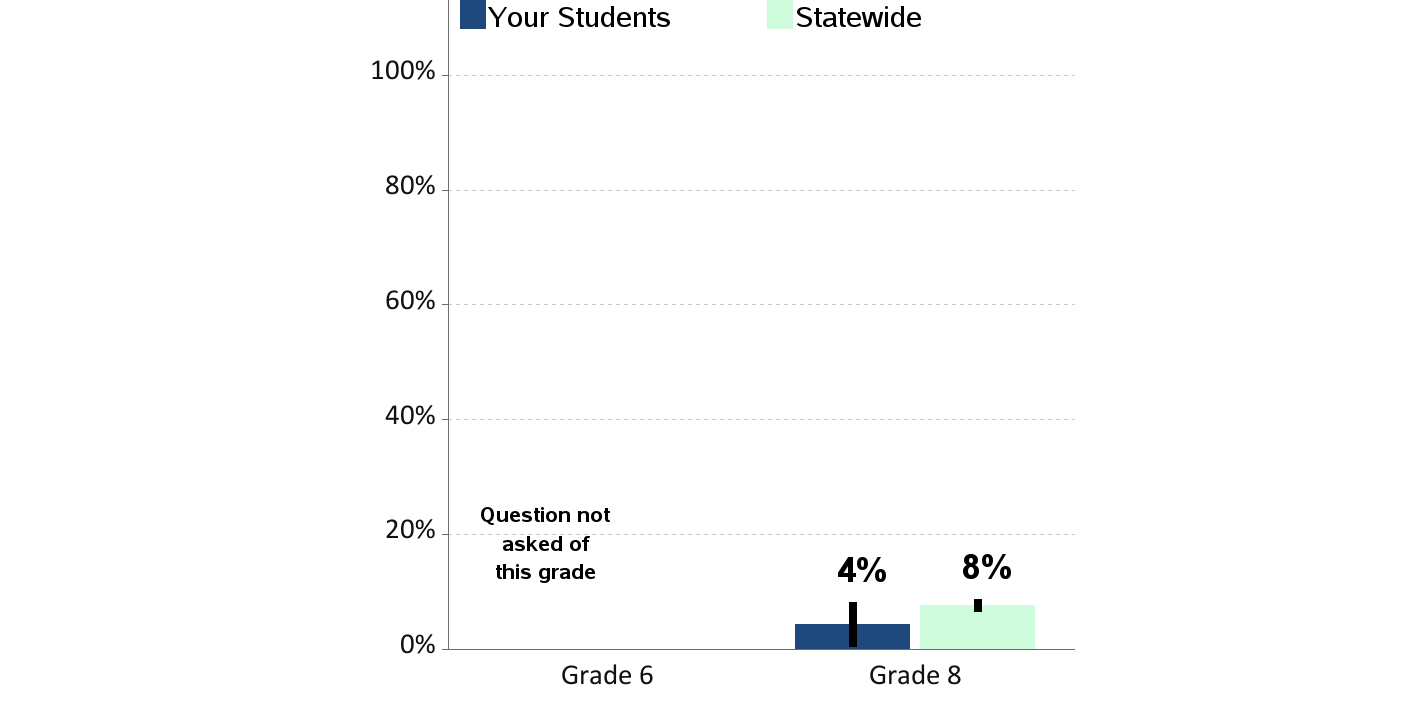 Your Students Statewide
100%
80%
60%
40%
20%
0%
Question not
asked of
this grade
4% 8%
Grade 6 Grade 8